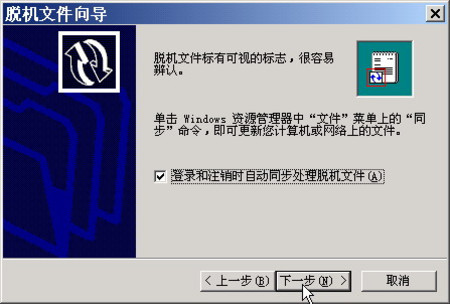 脱机文件向导
脱机文件标有可视的标志，很容易
辨认。
单击 Windows 资源管理器中“文件”菜单上的“同
步”命令，即可更新您计算机或网络上的文件。
登录和注销时自动同步处理脱机文件(A)
< 上一步(B) 下一步(N) > 取消